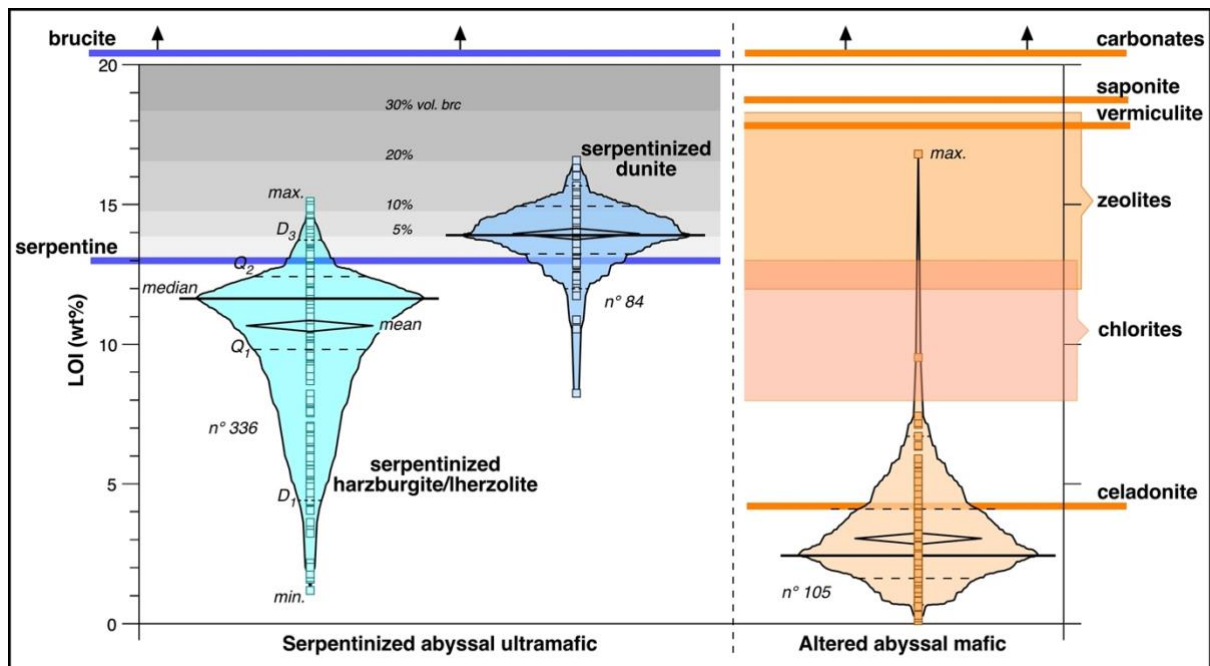 brucite
carbonates
20
saponite
30% vol. brc
vermiculite
20%
serpentinized
dunite
max.
max.
15
10%
zeolites
D3
5%
serpentine
Q2
median
n° 84
mean
chlorites
10
Q1
LOI (wt%)
n° 336
serpentinized
harzburgite/lherzolite
5
D1
celadonite
n° 105
min.
0
Serpentinized abyssal ultramafic
Altered abyssal mafic